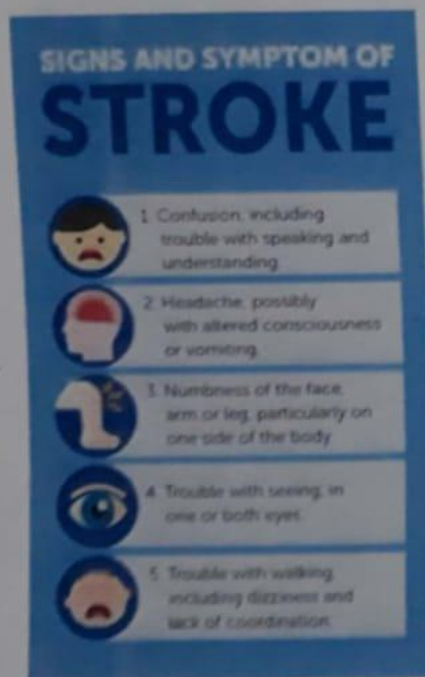 SIGNS AND SYMPTOM OF
STROKE
1. Confusion, including
trouble with speaking and
understanding
2. Headache, possibly
with altered consciousness
or vomiting.
3. Numbness of the face,
arm or leg, particularly on
one side of the body
4. Trouble with seeing, in
one or both eyes.
5. Trouble with walking,
including dizziness and
lack of coordination.